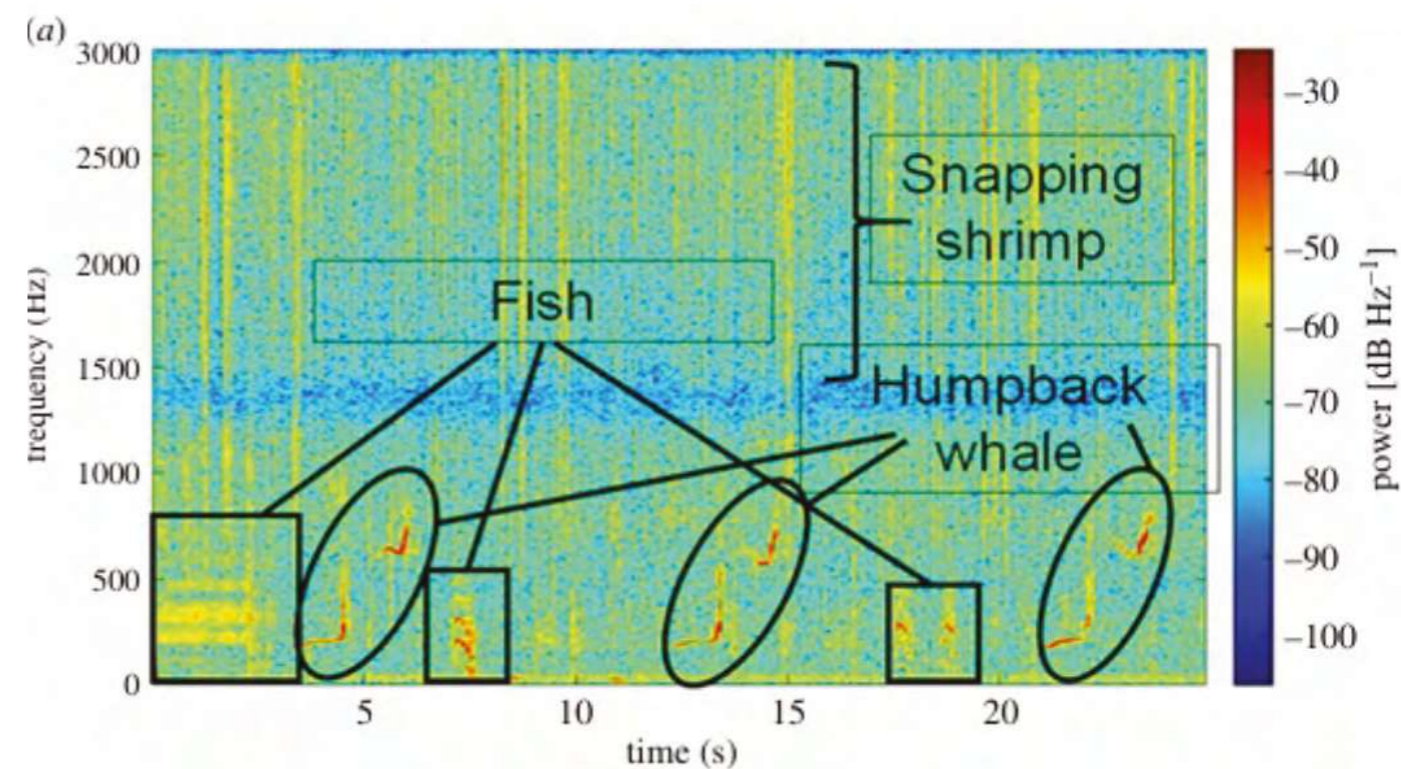 (a)
3000
2500
2000
1500
1000
500
0
frequency (Hz)
5
10
15
20
time (s)
Fish
Snapping
shrimp
Humpback
whale
–30
–40
–50
–60
–70
–80
–90
–100
power [dB Hz⁻¹]